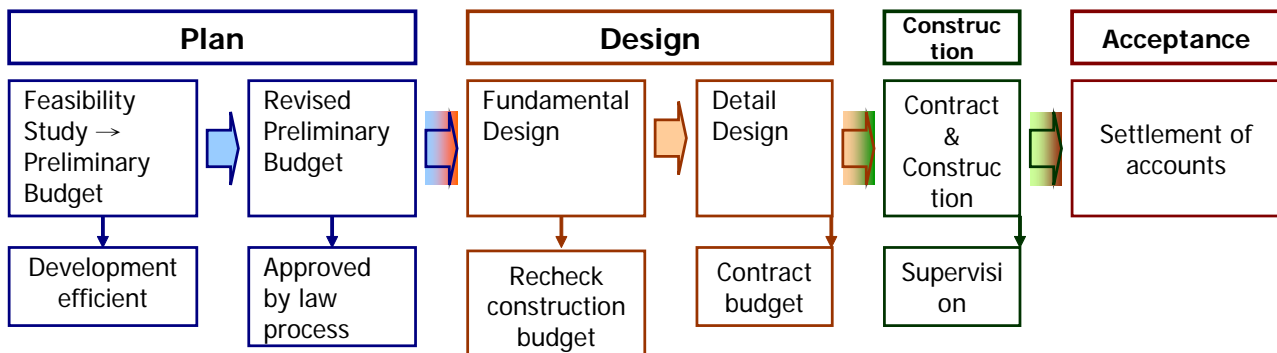 Plan
Design
Construc
tion
Acceptance
Feasibility
Study →
Preliminary
Budget
Revised
Preliminary
Budget
Fundamental
Design
Detail
Design
Contract
&
Construc
tion
Settlement of
accounts
Development
efficient
Approved
by law
process
Recheck
construction
budget
Contract
budget
Supervisi
on